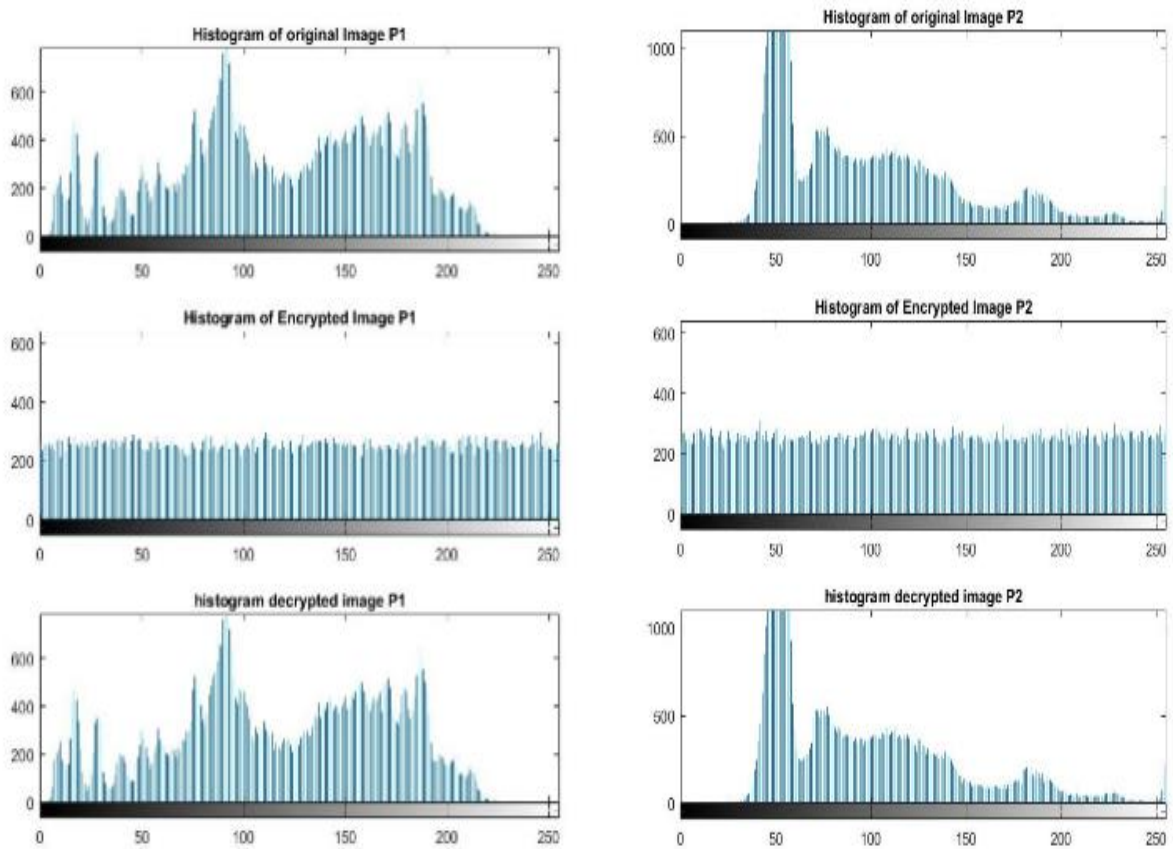 Histogram of original Image P1
600
400
200
0
0 50 100 150 200 250
Histogram of Encrypted Image P1
600
400
200
0
0 50 100 150 200 250
histogram decrypted image P1
600
400
200
0
0 50 100 150 200 250
Histogram of original Image P2
1000
500
0
0 50 100 150 200 250
Histogram of Encrypted Image P2
600
400
200
0
0 50 100 150 200 250
histogram decrypted image P2
1000
500
0
0 50 100 150 200 250